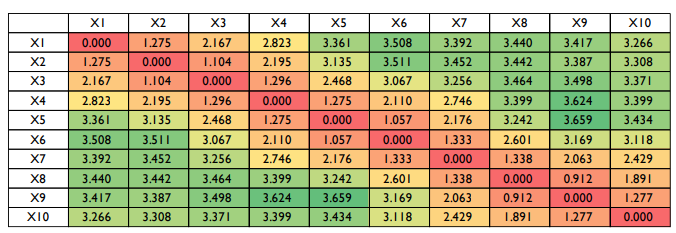 X1 X2 X3 X4 X5 X6 X7 X8 X9 X10
X1 0.000 1.275 2.167 2.823 3.361 3.508 3.392 3.440 3.417 3.266
X2 1.275 0.000 1.104 2.195 3.135 3.511 3.452 3.442 3.387 3.308
X3 2.167 1.104 0.000 1.296 2.468 3.067 3.256 3.464 3.498 3.371
X4 2.823 2.195 1.296 0.000 1.275 2.110 2.746 3.399 3.624 3.399
X5 3.361 3.135 2.468 1.275 0.000 1.057 2.176 3.242 3.659 3.434
X6 3.508 3.511 3.067 2.110 1.057 0.000 1.333 2.601 3.169 3.118
X7 3.392 3.452 3.256 2.746 2.176 1.333 0.000 1.338 2.063 2.429
X8 3.440 3.442 3.464 3.399 3.242 2.601 1.338 0.000 0.912 1.891
X9 3.417 3.387 3.498 3.624 3.659 3.169 2.063 0.912 0.000 1.277
X10 3.266 3.308 3.371 3.399 3.434 3.118 2.429 1.891 1.277 0.000